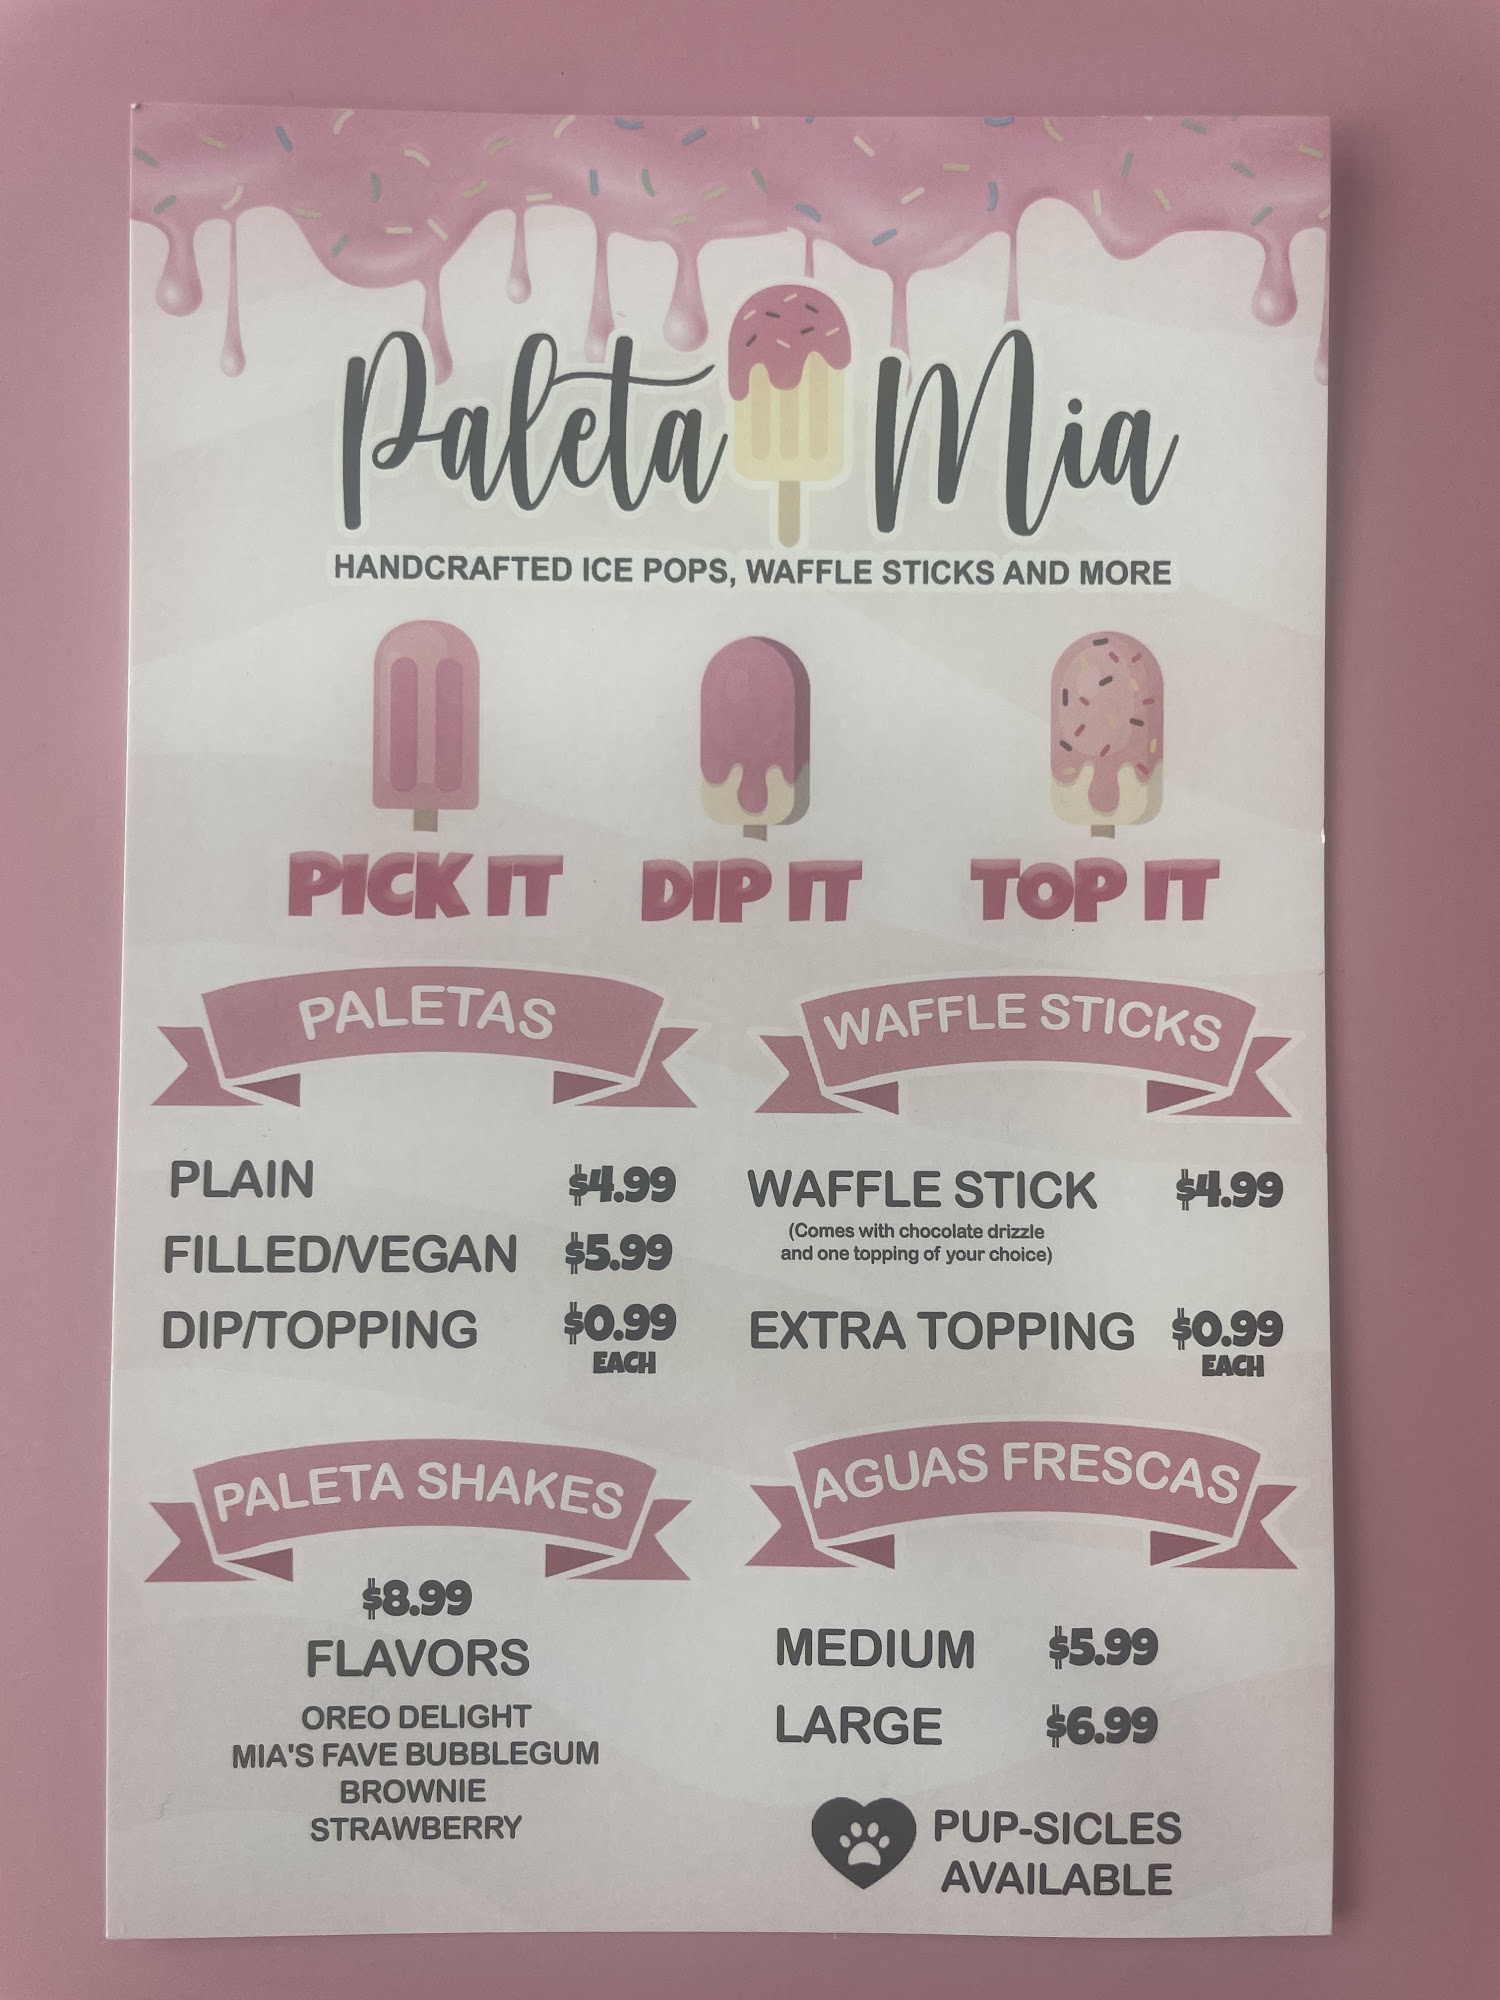 Paleta Mia
HANDCRAFTED ICE POPS, WAFFLE STICKS AND MORE
PICK IT
DIP IT
TOP IT
PALETAS
PLAIN $4.99
FILLED/VEGAN $5.99
DIP/TOPPING $0.99
EACH
WAFFLE STICKS
WAFFLE STICK $4.99
(Comes with chocolate drizzle
and one topping of your choice)
EXTRA TOPPING $0.99
EACH
PALETA SHAKES
$8.99
FLAVORS
OREO DELIGHT
MIA'S FAVE BUBBLEGUM
BROWNIE
STRAWBERRY
AGUAS FRESCAS
MEDIUM $5.99
LARGE $6.99
PUP-SICLES
AVAILABLE